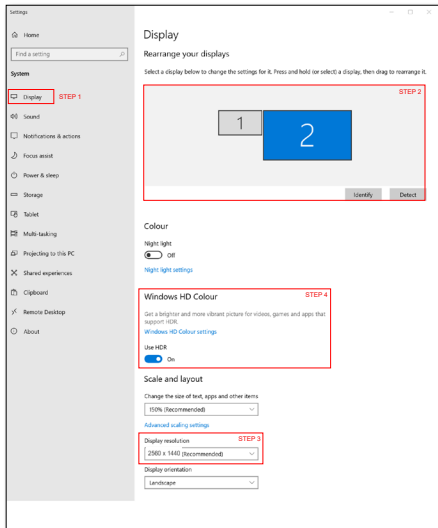 Settings
Home
Find a setting
System
Display STEP 1
Sound
Notifications & actions
Focus assist
Power & sleep
Storage
Tablet
Multi-tasking
Projecting to this PC
Shared experiences
Clipboard
Remote Desktop
About
Display
Rearrange your displays
Select a display below to change the settings for it. Press and hold (or select) a display, then drag to rearrange it.
STEP 2
1
2
Identify Detect
Colour
Night light
Off
Night light settings
Windows HD Colour STEP 4
Get a brighter and more vibrant picture for videos, games and apps that
support HDR.
Windows HD Colour settings
Use HDR
On
Scale and layout
Change the size of text, apps and other items
150% (Recommended)
Advanced scaling settings
Display resolution STEP 3
2560 x 1440 (Recommended)
Display orientation
Landscape